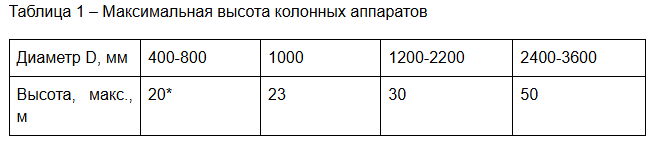 Таблица 1 – Максимальная высота колонных аппаратов
Диаметр D, мм 400-800 1000 1200-2200 2400-3600
Высота, макс., 20* 23 30 50
м